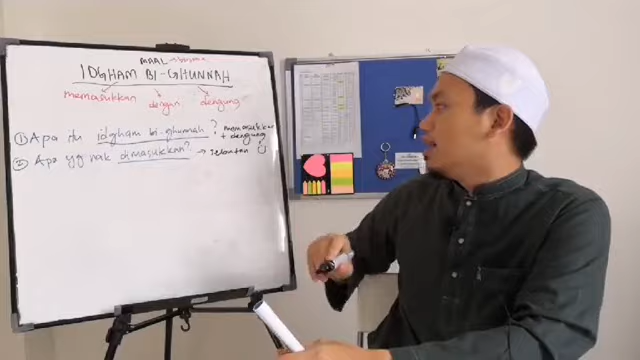 MAAL
IDGHAM BI-GHUNNAH
memasukkan dengan dengung
① Apa itu idgham bi-ghunnah? memasukkan + dengung
② Apa yg nak dimasukkan? → sebutan